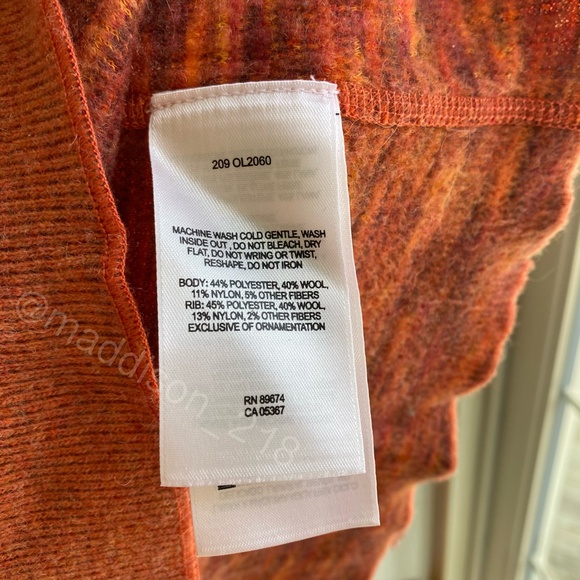 209 OL2060
MACHINE WASH COLD GENTLE, WASH
INSIDE OUT , DO NOT BLEACH, DRY
FLAT, DO NOT WRING OR TWIST,
RESHAPE, DO NOT IRON
BODY: 44% POLYESTER, 40% WOOL,
11% NYLON, 5% OTHER FIBERS
RIB: 45% POLYESTER, 40% WOOL,
13% NYLON, 2% OTHER FIBERS
EXCLUSIVE OF ORNAMENTATION
RN 89674
CA 05367
@maddison_218